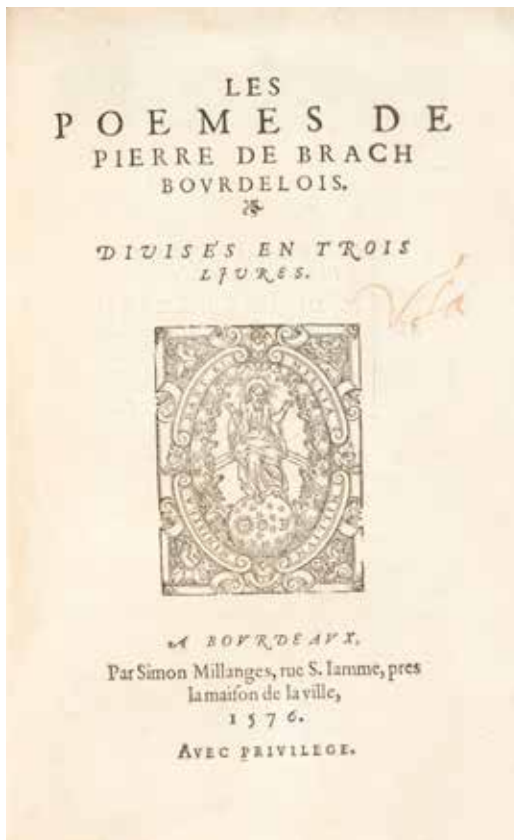 LES
POEMES DE
PIERRE DE BRACH
BOVRDELOIS.
DIVISÉS EN TROIS
LIVRES.
A BOVRDEAVX,
Par Simon Millanges, rue S. Iamme, pres
la maiſon de la ville,
1576.
AVEC PRIVILEGE.